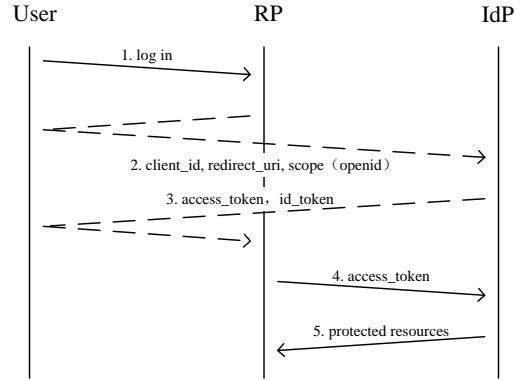 User RP IdP
1. log in
2. client_id, redirect_uri, scope（openid）
3. access_token，id_token
4. access_token
5. protected resources